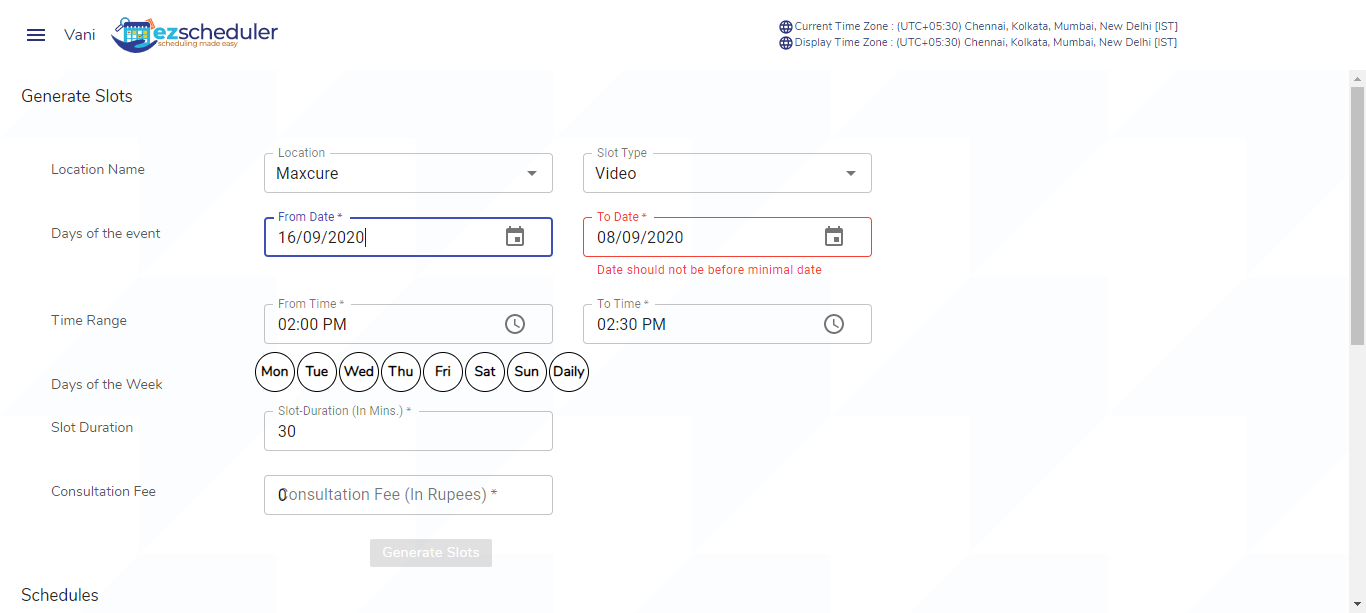 Vani
ezscheduler
scheduling made easy
Current Time Zone : (UTC+05:30) Chennai, Kolkata, Mumbai, New Delhi [IST]
Display Time Zone : (UTC+05:30) Chennai, Kolkata, Mumbai, New Delhi [IST]
Generate Slots
Location Name
Location
Maxcure
Slot Type
Video
Days of the event
From Date *
16/09/2020
To Date *
08/09/2020
Date should not be before minimal date
Time Range
From Time *
02:00 PM
To Time *
02:30 PM
Days of the Week
Mon Tue Wed Thu Fri Sat Sun Daily
Slot Duration
Slot-Duration (In Mins.) *
30
Consultation Fee
0
Consultation Fee (In Rupees) *
Generate Slots
Schedules